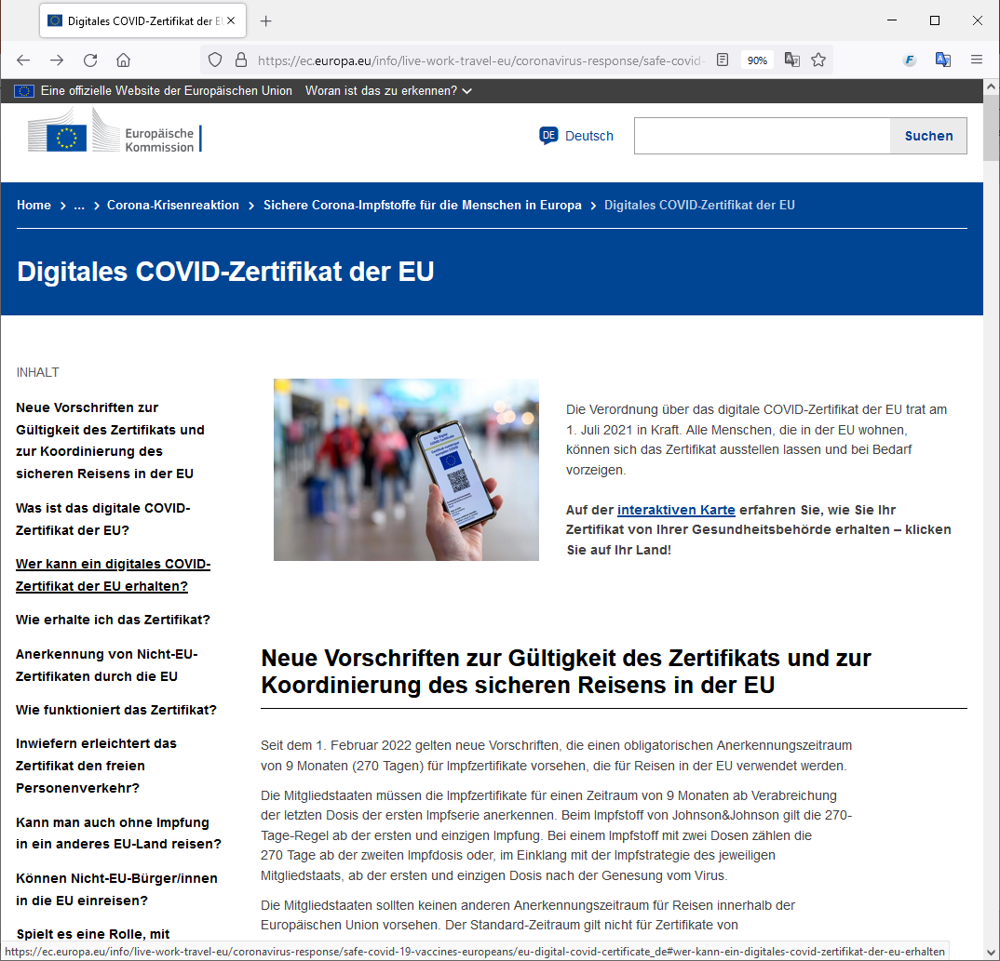 Digitales COVID-Zertifikat der E
https://ec.europa.eu/info/live-work-travel-eu/coronavirus-response/safe-covid-
90%
Eine offizielle Website der Europäischen Union Woran ist das zu erkennen?
Europäische
Kommission
DE Deutsch
Suchen
Home > ... > Corona-Krisenreaktion > Sichere Corona-Impfstoffe für die Menschen in Europa > Digitales COVID-Zertifikat der EU
Digitales COVID-Zertifikat der EU
INHALT
Neue Vorschriften zur
Gültigkeit des Zertifikats und
zur Koordinierung des
sicheren Reisens in der EU
Was ist das digitale COVID-
Zertifikat der EU?
Wer kann ein digitales COVID-
Zertifikat der EU erhalten?
Wie erhalte ich das Zertifikat?
Anerkennung von Nicht-EU-
Zertifikaten durch die EU
Wie funktioniert das Zertifikat?
Inwiefern erleichtert das
Zertifikat den freien
Personenverkehr?
Kann man auch ohne Impfung
in ein anderes EU-Land reisen?
Können Nicht-EU-Bürger/innen
in die EU einreisen?
Spielt es eine Rolle, mit
EU Digital
COVID Certificate
Die Verordnung über das digitale COVID-Zertifikat der EU trat am
1. Juli 2021 in Kraft. Alle Menschen, die in der EU wohnen,
können sich das Zertifikat ausstellen lassen und bei Bedarf
vorzeigen.
Auf der interaktiven Karte erfahren Sie, wie Sie Ihr
Zertifikat von Ihrer Gesundheitsbehörde erhalten – klicken
Sie auf Ihr Land!
Neue Vorschriften zur Gültigkeit des Zertifikats und zur
Koordinierung des sicheren Reisens in der EU
Seit dem 1. Februar 2022 gelten neue Vorschriften, die einen obligatorischen Anerkennungszeitraum
von 9 Monaten (270 Tagen) für Impfzertifikate vorsehen, die für Reisen in der EU verwendet werden.
Die Mitgliedstaaten müssen die Impfzertifikate für einen Zeitraum von 9 Monaten ab Verabreichung
der letzten Dosis der ersten Impfserie anerkennen. Beim Impfstoff von Johnson&Johnson gilt die 270-
Tage-Regel ab der ersten und einzigen Impfung. Bei einem Impfstoff mit zwei Dosen zählen die
270 Tage ab der zweiten Impfdosis oder, im Einklang mit der Impfstrategie des jeweiligen
Mitgliedstaats, ab der ersten und einzigen Dosis nach der Genesung vom Virus.
Die Mitgliedstaaten sollten keinen anderen Anerkennungszeitraum für Reisen innerhalb der
Europäischen Union vorsehen. Der Standard-Zeitraum gilt nicht für Zertifikate von
https://ec.europa.eu/info/live-work-travel-eu/coronavirus-response/safe-covid-19-vaccines-europeans/eu-digital-covid-certificate_de#wer-kann-ein-digitales-covid-zertifikat-der-eu-erhalten